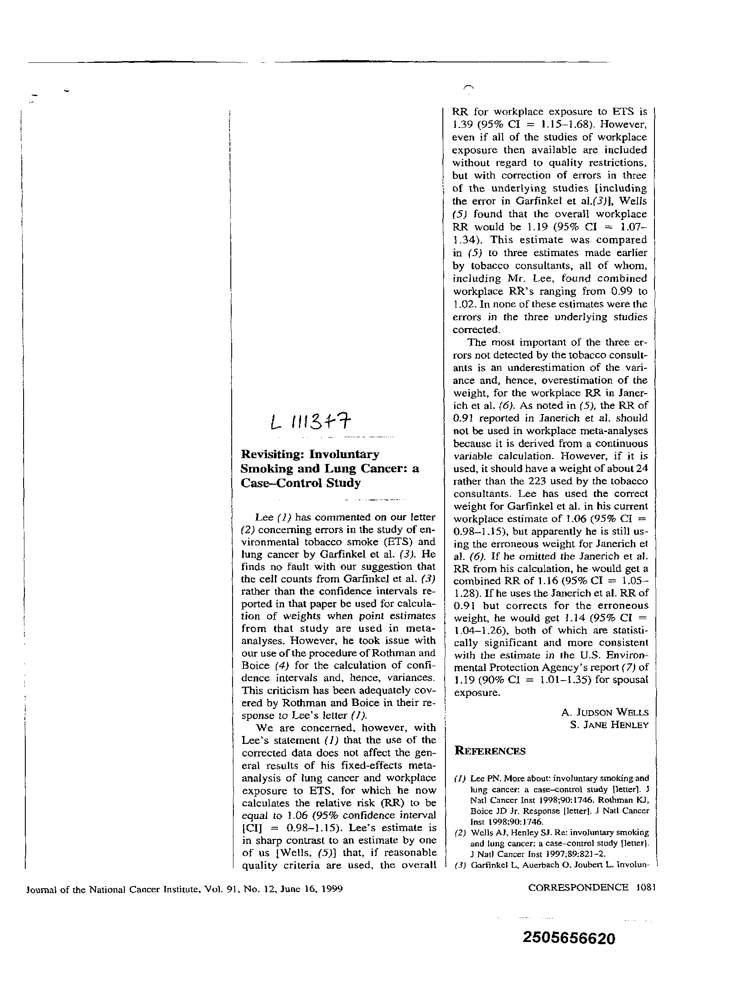 L 111347
Revisiting: Involuntary
Smoking and Lung Cancer: a
Case–Control Study
Lee (1) has commented on our letter
(2) concerning errors in the study of en-
vironmental tobacco smoke (ETS) and
lung cancer by Garfinkel et al. (3). He
finds no fault with our suggestion that
the cell counts from Garfinkel et al. (3)
rather than the confidence intervals re-
ported in that paper be used for calcula-
tion of weights when point estimates
from that study are used in meta-
analyses. However, he took issue with
our use of the procedure of Rothman and
Boice (4) for the calculation of confi-
dence intervals and, hence, variances.
This criticism has been adequately cov-
ered by Rothman and Boice in their re-
sponse to Lee's letter (1).
We are concerned, however, with
Lee's statement (1) that the use of the
corrected data does not affect the gen-
eral results of his fixed-effects meta-
analysis of lung cancer and workplace
exposure to ETS, for which he now
calculates the relative risk (RR) to be
equal to 1.06 (95% confidence interval
[CI] = 0.98–1.15). Lee's estimate is
in sharp contrast to an estimate by one
of us [Wells, (5)] that, if reasonable
quality criteria are used, the overall
RR for workplace exposure to ETS is
1.39 (95% CI = 1.15–1.68). However,
even if all of the studies of workplace
exposure then available are included
without regard to quality restrictions,
but with correction of errors in three
of the underlying studies [including
the error in Garfinkel et al.(3)], Wells
(5) found that the overall workplace
RR would be 1.19 (95% CI = 1.07–
1.34). This estimate was compared
in (5) to three estimates made earlier
by tobacco consultants, all of whom,
including Mr. Lee, found combined
workplace RR's ranging from 0.99 to
1.02. In none of these estimates were the
errors in the three underlying studies
corrected.
The most important of the three er-
rors not detected by the tobacco consult-
ants is an underestimation of the vari-
ance and, hence, overestimation of the
weight, for the workplace RR in Janer-
ich et al. (6). As noted in (5), the RR of
0.91 reported in Janerich et al. should
not be used in workplace meta-analyses
because it is derived from a continuous
variable calculation. However, if it is
used, it should have a weight of about 24
rather than the 223 used by the tobacco
consultants. Lee has used the correct
weight for Garfinkel et al. in his current
workplace estimate of 1.06 (95% CI =
0.98–1.15), but apparently he is still us-
ing the erroneous weight for Janerich et
al. (6). If he omitted the Janerich et al.
RR from his calculation, he would get a
combined RR of 1.16 (95% CI = 1.05–
1.28). If he uses the Janerich et al. RR of
0.91 but corrects for the erroneous
weight, he would get 1.14 (95% CI =
1.04–1.26), both of which are statisti-
cally significant and more consistent
with the estimate in the U.S. Environ-
mental Protection Agency's report (7) of
1.19 (90% CI = 1.01–1.35) for spousal
exposure.
A. JUDSON WELLS
S. JANE HENLEY
REFERENCES
(1) Lee PN. More about: involuntary smoking and
lung cancer: a case–control study [letter]. J
Natl Cancer Inst 1998;90:1746. Rothman KJ,
Boice JD Jr. Response [letter]. J Natl Cancer
Inst 1998;90:1746.
(2) Wells AJ, Henley SJ. Re: involuntary smoking
and lung cancer: a case–control study [letter].
J Natl Cancer Inst 1997;89:821–2.
(3) Garfinkel L, Auerbach O, Joubert L. Involun-
Journal of the National Cancer Institute, Vol. 91, No. 12, June 16, 1999
CORRESPONDENCE 1081
2505656620